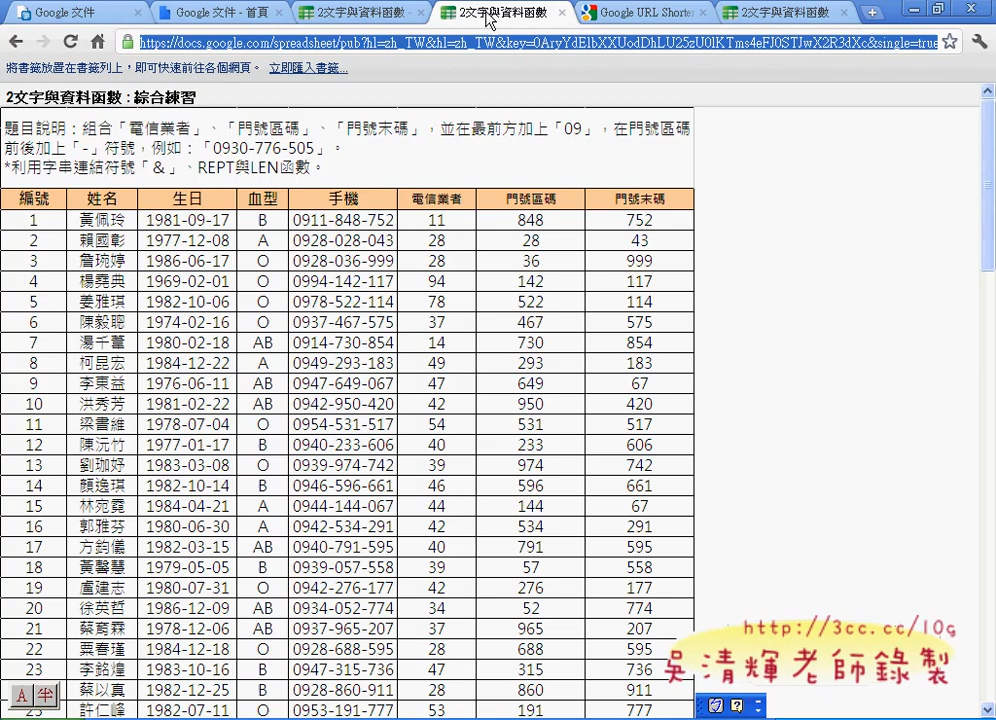 Google 文件
Google 文件 - 首頁
2文字與資料函數 -
2文字與資料函數
Google URL Shorte
2文字與資料函數
https://docs.google.com/spreadsheet/pub?hl=zh_TW&hl=zh_TW&key=0AryYdElbXXUodDhLU25zU0lKTms4eFJ0STJwX2R3dXc&single=true
將書籤放置在書籤列上，即可快速前往各個網頁。 立即匯入書籤...
2文字與資料函數 : 綜合練習
題目說明：組合「電信業者」、「門號區碼」、「門號末碼」，並在最前方加上「09」，在門號區碼
前後加上「-」符號，例如：「0930-776-505」。
*利用字串連結符號「&」、REPT與LEN函數。
編號 姓名 生日 血型 手機 電信業者 門號區碼 門號末碼
1 黃佩玲 1981-09-17 B 0911-848-752 11 848 752
2 賴國彰 1977-12-08 A 0928-028-043 28 28 43
3 詹琬婷 1986-06-17 O 0928-036-999 28 36 999
4 楊堯典 1969-02-01 O 0994-142-117 94 142 117
5 姜雅琪 1982-10-06 O 0978-522-114 78 522 114
6 陳毅聰 1974-02-16 O 0937-467-575 37 467 575
7 湯千薰 1980-02-18 AB 0914-730-854 14 730 854
8 柯昆宏 1984-12-22 A 0949-293-183 49 293 183
9 李東益 1976-06-11 AB 0947-649-067 47 649 67
10 洪秀芳 1981-02-22 AB 0942-950-420 42 950 420
11 梁書維 1978-07-04 O 0954-531-517 54 531 517
12 陳沅竹 1977-01-17 B 0940-233-606 40 233 606
13 劉珈妤 1983-03-08 O 0939-974-742 39 974 742
14 顏逸琪 1982-10-14 B 0946-596-661 46 596 661
15 林宛霓 1984-04-21 A 0944-144-067 44 144 67
16 郭雅芬 1980-06-30 A 0942-534-291 42 534 291
17 方鈞儀 1982-03-15 AB 0940-791-595 40 791 595
18 黃馨慧 1979-05-05 B 0939-057-558 39 57 558
19 盧建志 1980-07-31 O 0942-276-177 42 276 177
20 徐英哲 1986-12-09 AB 0934-052-774 34 52 774
21 蔡育霖 1978-12-06 AB 0937-965-207 37 965 207
22 粟春瑾 1984-12-18 O 0928-688-595 28 688 595
23 李銘煌 1983-10-16 B 0947-315-736 47 315 736
24 蔡以真 1982-12-25 B 0928-860-911 28 860 911
25 許仁峰 1982-07-11 O 0953-191-777 53 191 777
http://3cc.cc/10g
吳清輝老師錄製
A 半